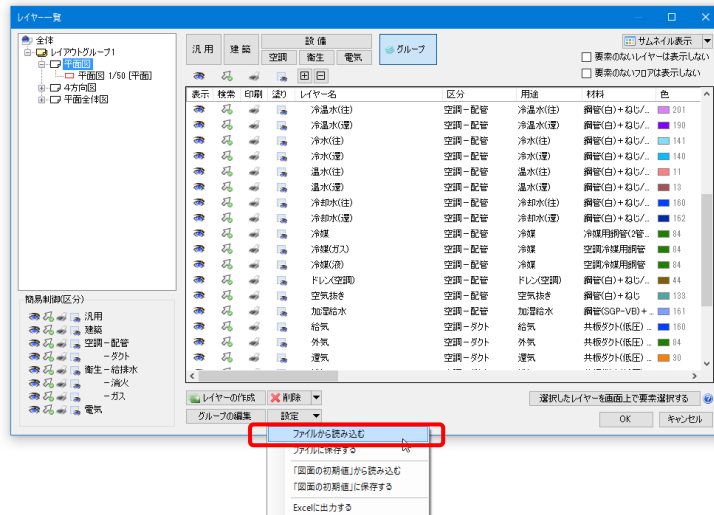 レイヤー一覧
全体
レイアウトグループ1
平面図
平面図 1/50 [平面]
4方向図
平面全体図
汎用
建築
設備
空調
衛生
電気
グループ
サムネイル表示
要素のないレイヤーは表示しない
要素のないフロアは表示しない
表示 検索 印刷 塗り レイヤー名 区分 用途 材料 色
冷温水(往) 空調-配管 冷温水(往) 鋼管(白)+ねじ/... 201
冷温水(還) 空調-配管 冷温水(還) 鋼管(白)+ねじ/... 190
冷水(往) 空調-配管 冷水(往) 鋼管(白)+ねじ/... 141
冷水(還) 空調-配管 冷水(還) 鋼管(白)+ねじ/... 140
温水(往) 空調-配管 温水(往) 鋼管(白)+ねじ/... 11
温水(還) 空調-配管 温水(還) 鋼管(白)+ねじ/... 13
冷却水(往) 空調-配管 冷却水(往) 鋼管(白)+ねじ/... 160
冷却水(還) 空調-配管 冷却水(還) 鋼管(白)+ねじ/... 162
冷媒 空調-配管 冷媒 冷媒用銅管(2管... 84
冷媒(ガス) 空調-配管 冷媒 空調冷媒用銅管 84
冷媒(液) 空調-配管 冷媒 空調冷媒用銅管 84
ドレン(空調) 空調-配管 ドレン(空調) 鋼管(白)+ねじ/... 44
空気抜き 空調-配管 空気抜き 鋼管(白)+ねじ 133
加湿給水 空調-配管 加湿給水 鋼管(SGP-VB)+... 161
給気 空調-ダクト 給気 共板ダクト(低圧)... 160
外気 空調-ダクト 外気 共板ダクト(低圧)... 84
還気 空調-ダクト 還気 共板ダクト(低圧)... 30
簡易制御(区分)
汎用
建築
空調-配管
-ダクト
衛生-給排水
-消火
-ガス
電気
レイヤーの作成
削除
選択したレイヤーを画面上で要素選択する
グループの編集
設定
OK
キャンセル
ファイルから読み込む
ファイルに保存する
「図面の初期値」から読み込む
「図面の初期値」に保存する
Excelに出力する